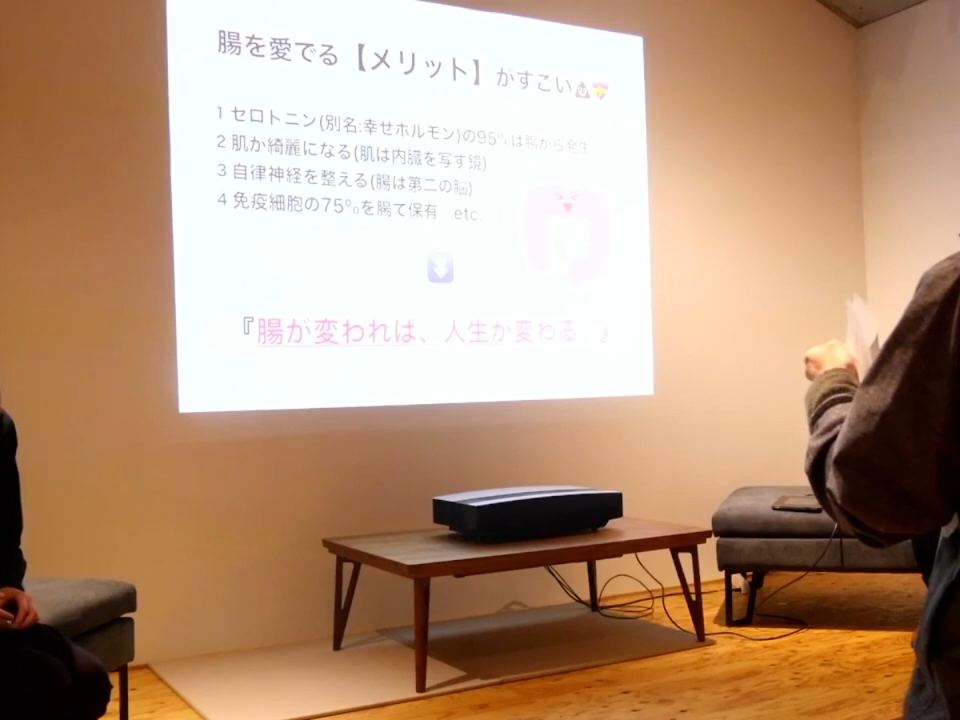 腸を愛でる【メリット】がすごい
1 セロトニン(別名:幸せホルモン)の95%は腸から発生
2 肌が綺麗になる(肌は内臓を写す鏡)
3 自律神経を整える(腸は第二の脳)
4 免疫細胞の75%を腸で保有 etc.
『腸が変われば、人生が変わる。』